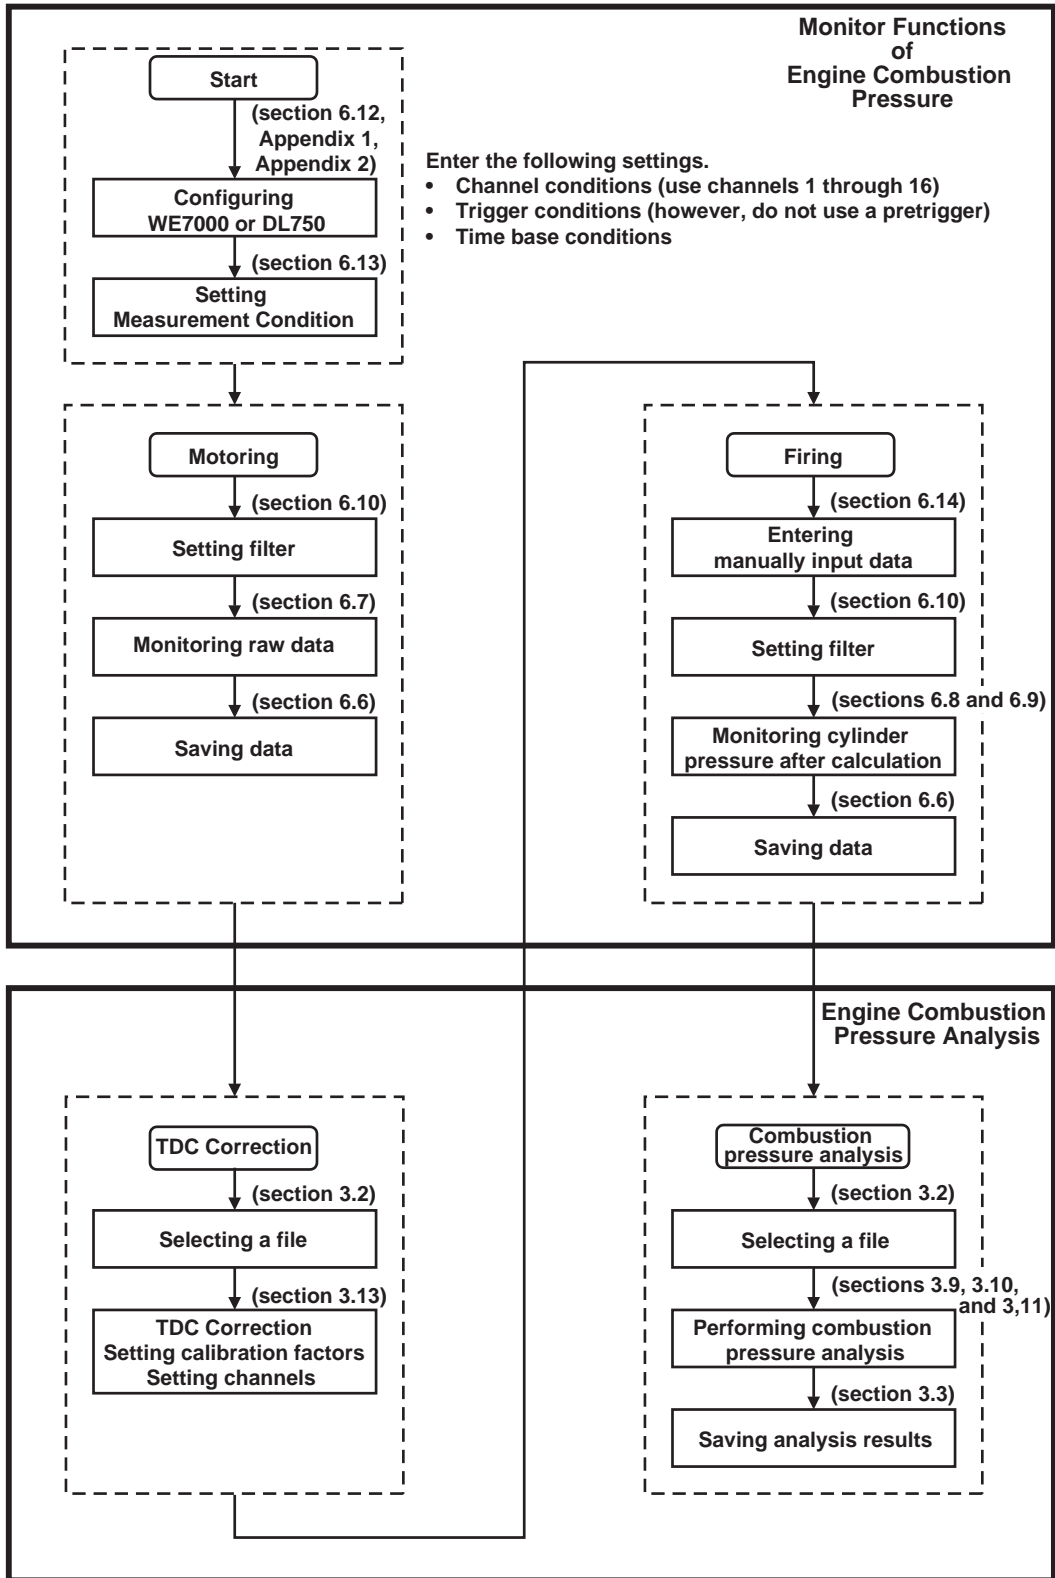 Monitor Functions
of
Engine Combustion
Pressure
Start
(section 6.12,
Appendix 1,
Appendix 2)
Configuring
WE7000 or DL750
(section 6.13)
Setting
Measurement Condition
Enter the following settings.
• Channel conditions (use channels 1 through 16)
• Trigger conditions (however, do not use a pretrigger)
• Time base conditions
Motoring
(section 6.10)
Setting filter
(section 6.7)
Monitoring raw data
(section 6.6)
Saving data
Firing
(section 6.14)
Entering
manually input data
(section 6.10)
Setting filter
(sections 6.8 and 6.9)
Monitoring cylinder
pressure after calculation
(section 6.6)
Saving data
Engine Combustion
Pressure Analysis
TDC Correction
(section 3.2)
Selecting a file
(section 3.13)
TDC Correction
Setting calibration factors
Setting channels
Combustion
pressure analysis
(section 3.2)
Selecting a file
(sections 3.9, 3.10,
and 3,11)
Performing combustion
pressure analysis
(section 3.3)
Saving analysis results